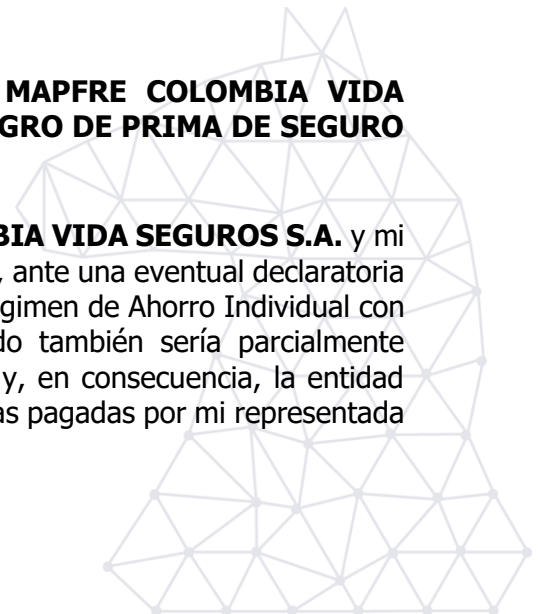 MAPFRE COLOMBIA VIDA
GRO DE PRIMA DE SEGURO
BIA VIDA SEGUROS S.A. y mi
, ante una eventual declaratoria
gimen de Ahorro Individual con
do también sería parcialmente
y, en consecuencia, la entidad
as pagadas por mi representada